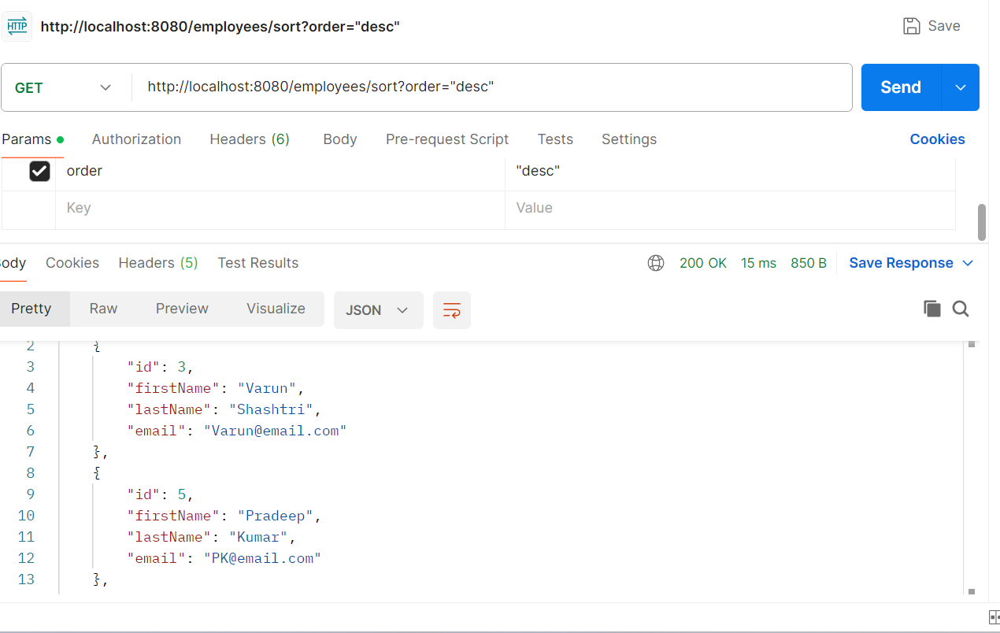 HTTP http://localhost:8080/employees/sort?order="desc" Save
GET http://localhost:8080/employees/sort?order="desc" Send
Params Authorization Headers (6) Body Pre-request Script Tests Settings Cookies
order "desc"
Key Value
ody Cookies Headers (5) Test Results 200 OK 15 ms 850 B Save Response
Pretty Raw Preview Visualize JSON
2 {
3 "id": 3,
4 "firstName": "Varun",
5 "lastName": "Shashtri",
6 "email": "Varun@email.com"
7 },
8 {
9 "id": 5,
10 "firstName": "Pradeep",
11 "lastName": "Kumar",
12 "email": "PK@email.com"
13 },